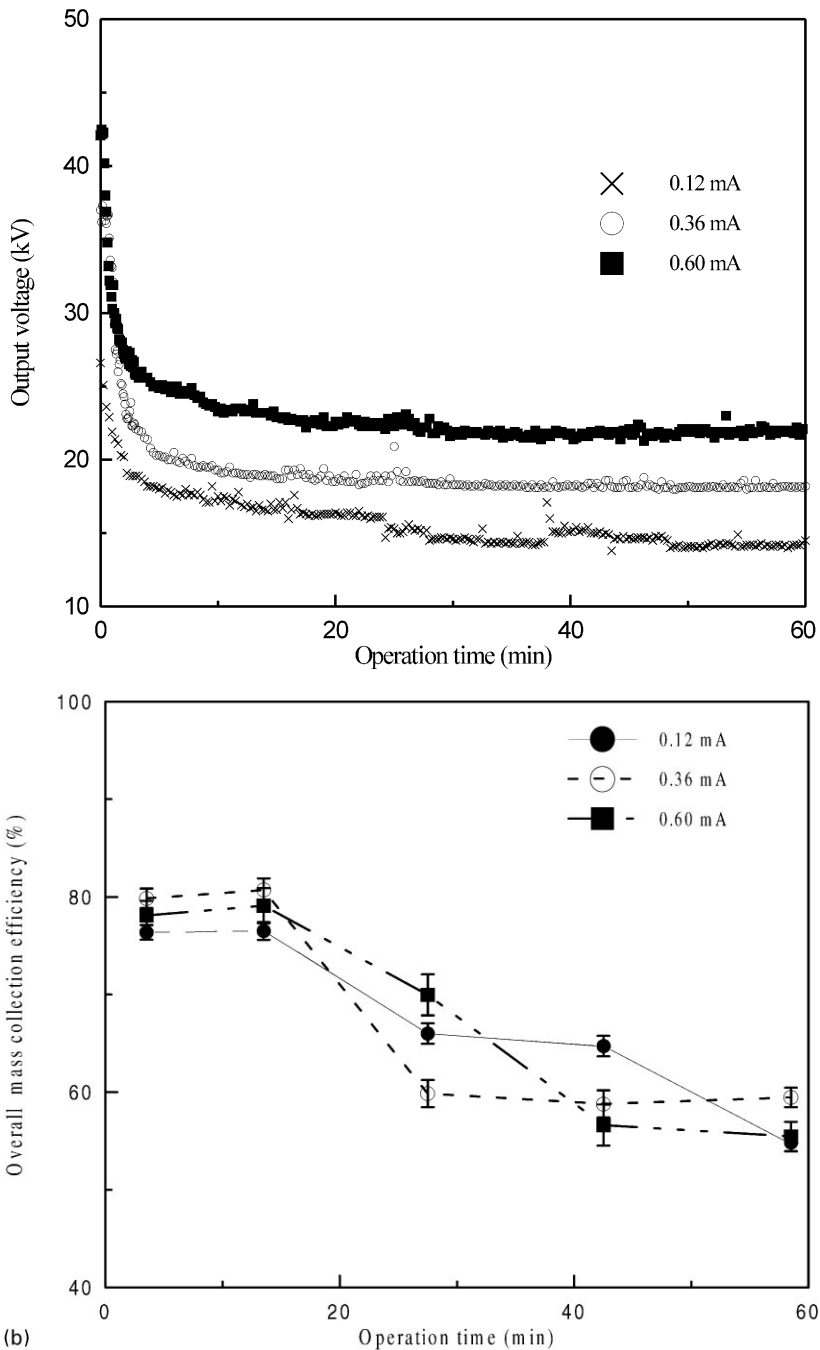 50
40
30
20
10
Output voltage (kV)
0.12 mA
0.36 mA
0.60 mA
0 20 40 60
Operation time (min)
100
80
60
40
Overall mass collection efficiency (%)
0.12 mA
0.36 mA
0.60 mA
0 20 40 60
(b) Operation time (min)